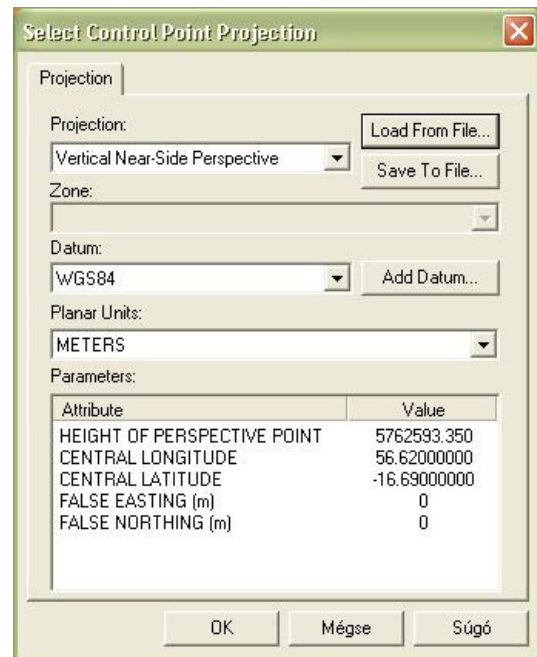 Select Control Point Projection
Projection
Projection:
Load From File...
Vertical Near-Side Perspective
Save To File...
Zone:
Datum:
WGS84
Add Datum...
Planar Units:
METERS
Parameters:
Attribute Value
HEIGHT OF PERSPECTIVE POINT 5762593.350
CENTRAL LONGITUDE 56.62000000
CENTRAL LATITUDE -16.69000000
FALSE EASTING (m) 0
FALSE NORTHING (m) 0
OK Mégse Súgó